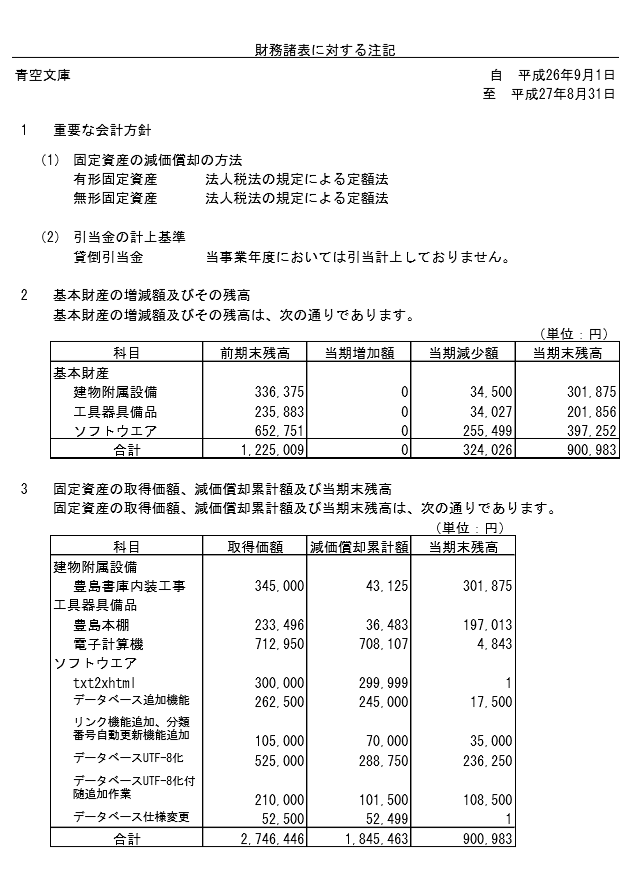 財務諸表に対する注記
青空文庫 自 平成26年9月1日
至 平成27年8月31日
1 重要な会計方針
(1) 固定資産の減価償却の方法
有形固定資産 法人税法の規定による定額法
無形固定資産 法人税法の規定による定額法
(2) 引当金の計上基準
貸倒引当金 当事業年度においては引当計上しておりません。
2 基本財産の増減額及びその残高
基本財産の増減額及びその残高は、次の通りであります。
(単位:円)
科目 前期末残高 当期増加額 当期減少額 当期末残高
基本財産
建物附属設備 336,375 0 34,500 301,875
工具器具備品 235,883 0 34,027 201,856
ソフトウエア 652,751 0 255,499 397,252
合計 1,225,009 0 324,026 900,983
3 固定資産の取得価額、減価償却累計額及び当期末残高
固定資産の取得価額、減価償却累計額及び当期末残高は、次の通りであります。
(単位:円)
科目 取得価額 減価償却累計額 当期末残高
建物附属設備
豊島書庫内装工事 345,000 43,125 301,875
工具器具備品
豊島本棚 233,496 36,483 197,013
電子計算機 712,950 708,107 4,843
ソフトウエア
txt2xhtml 300,000 299,999 1
データベース追加機能 262,500 245,000 17,500
リンク機能追加、分類
番号自動更新機能追加 105,000 70,000 35,000
データベースUTF-8化 525,000 288,750 236,250
データベースUTF-8化付
随追加作業 210,000 101,500 108,500
データベース仕様変更 52,500 52,499 1
合計 2,746,446 1,845,463 900,983